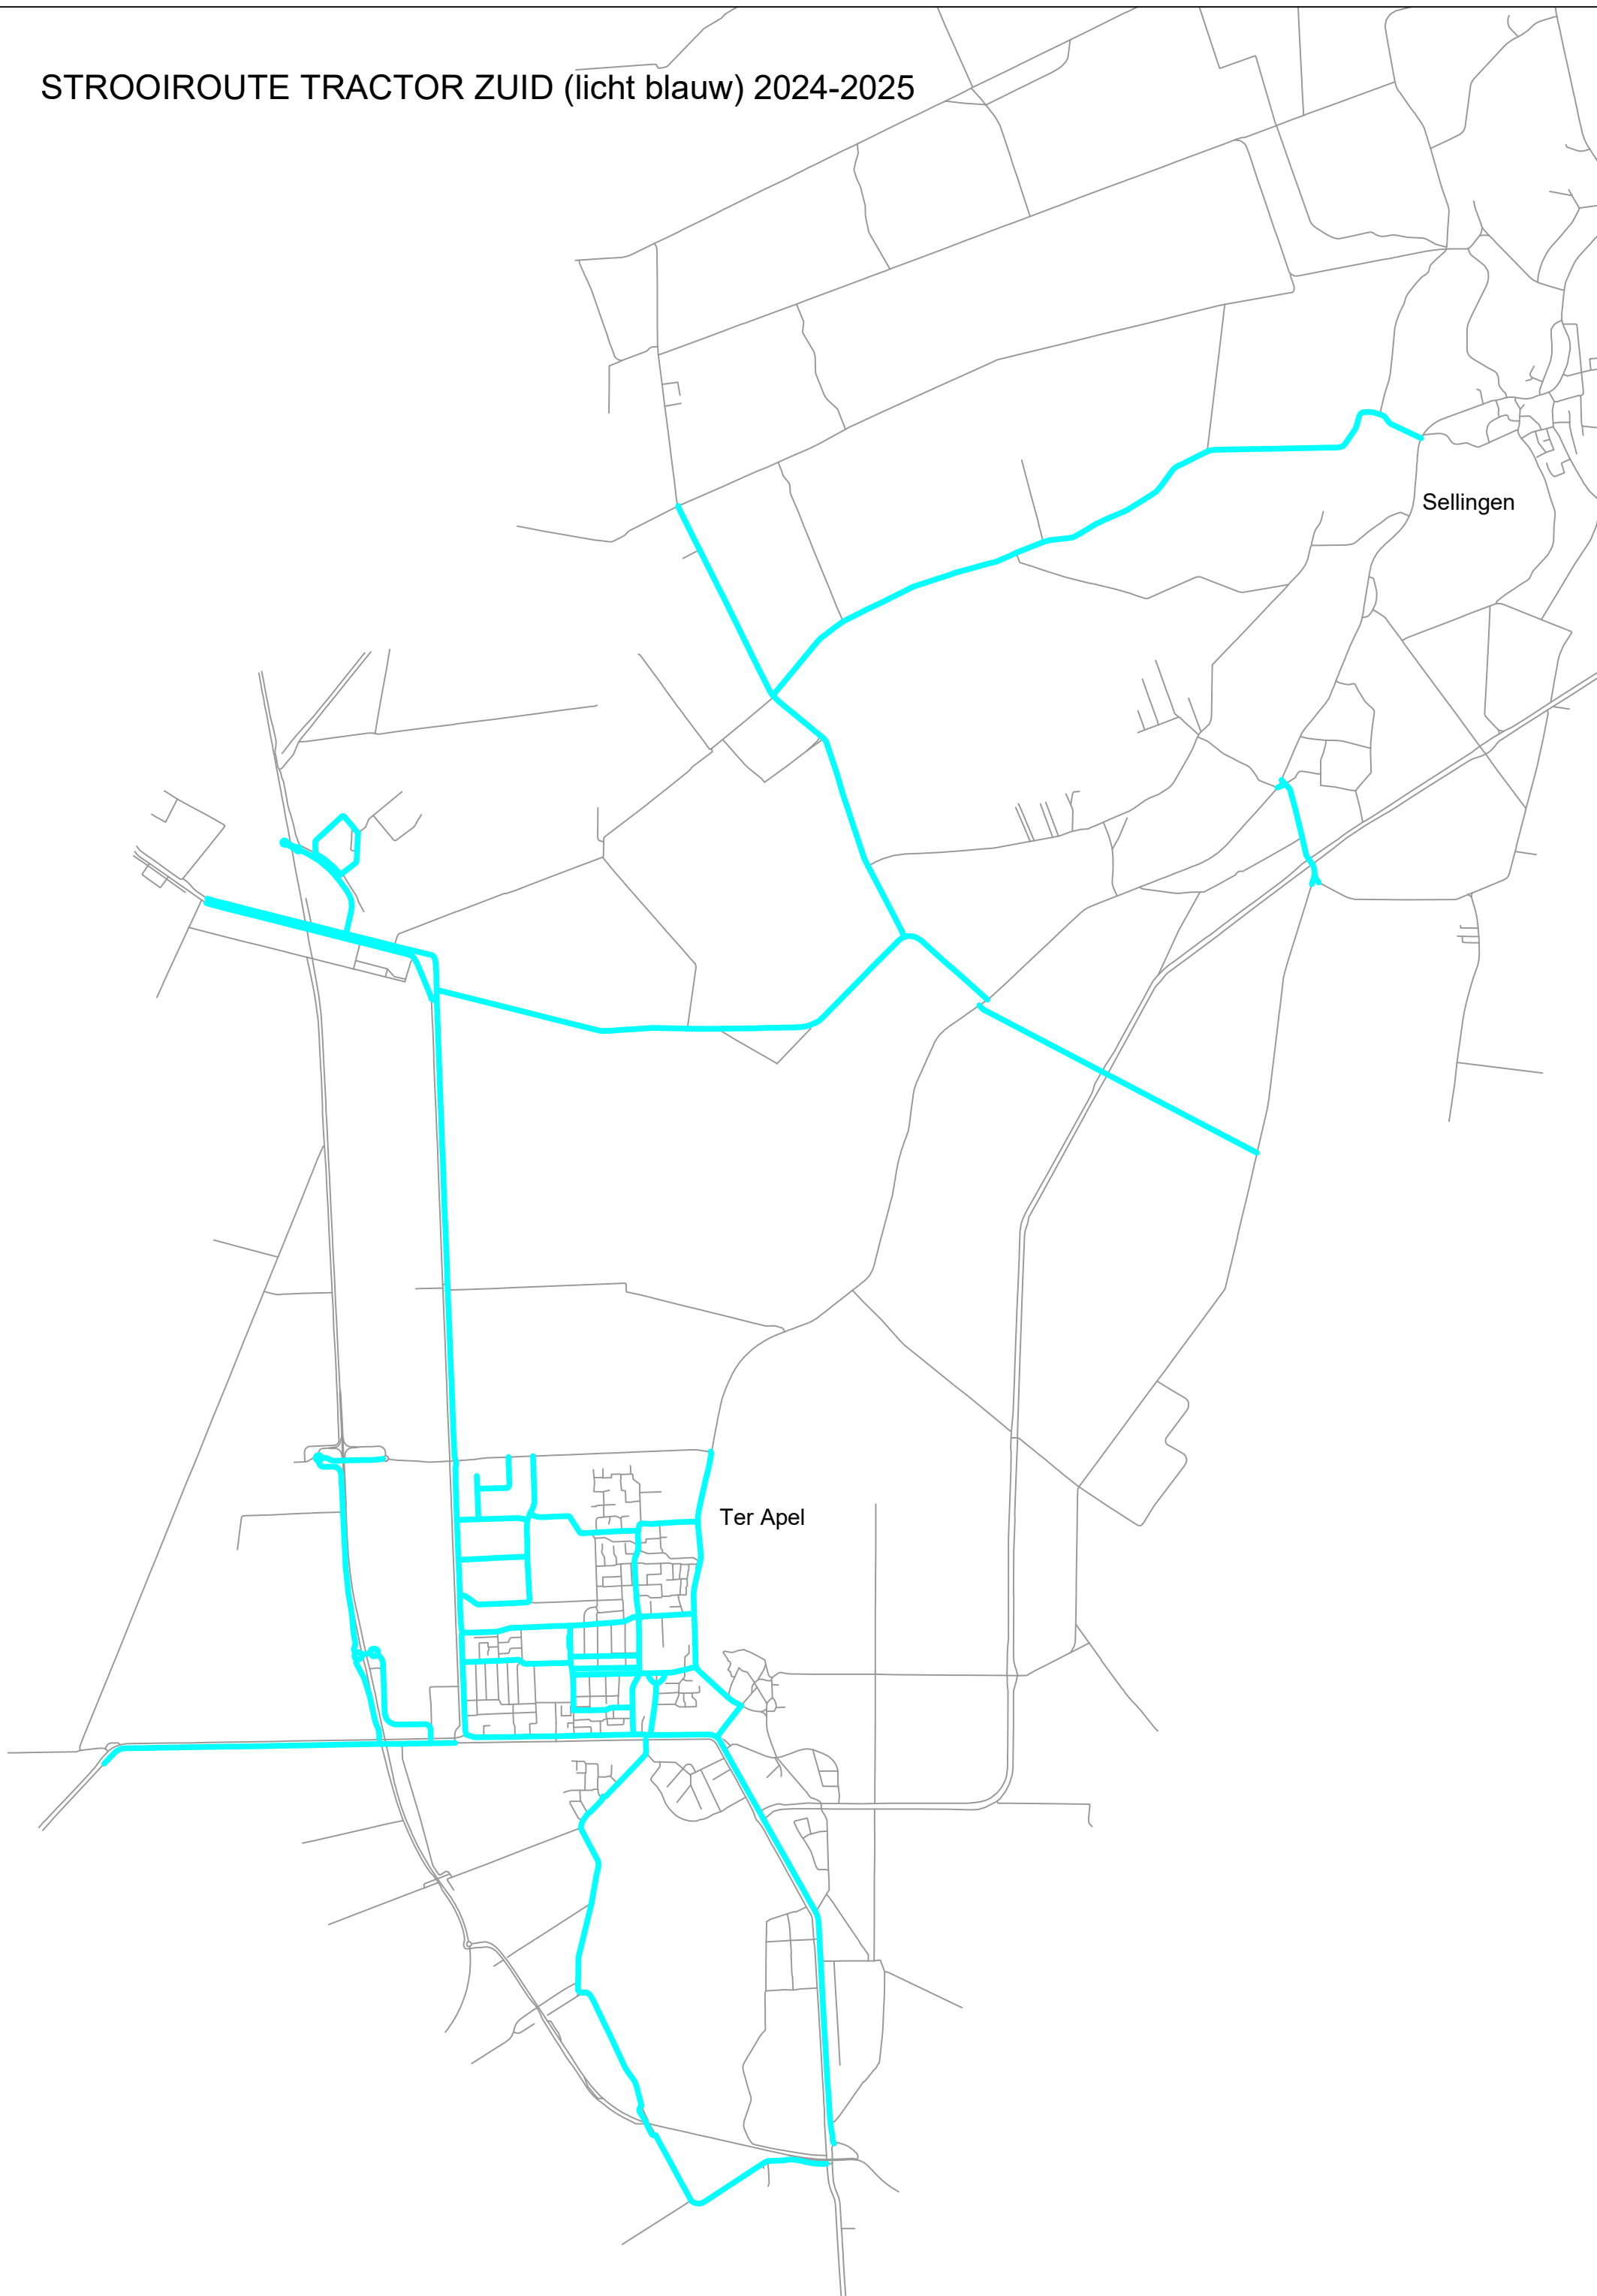 STROOIROUTE TRACTOR ZUID (licht blauw) 2024-2025
Sellingen
Ter Apel